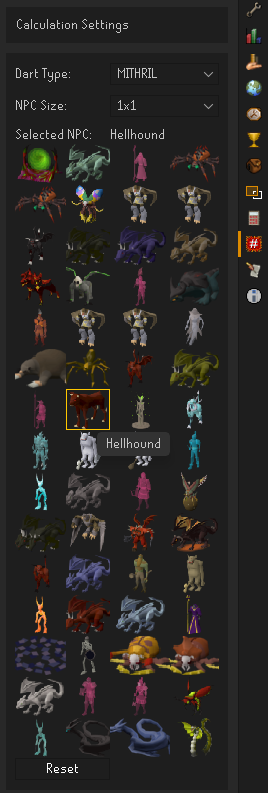 Calculation Settings
Dart Type: MITHRIL
NPC Size: 1x1
Selected NPC: Hellhound
Hellhound
Reset